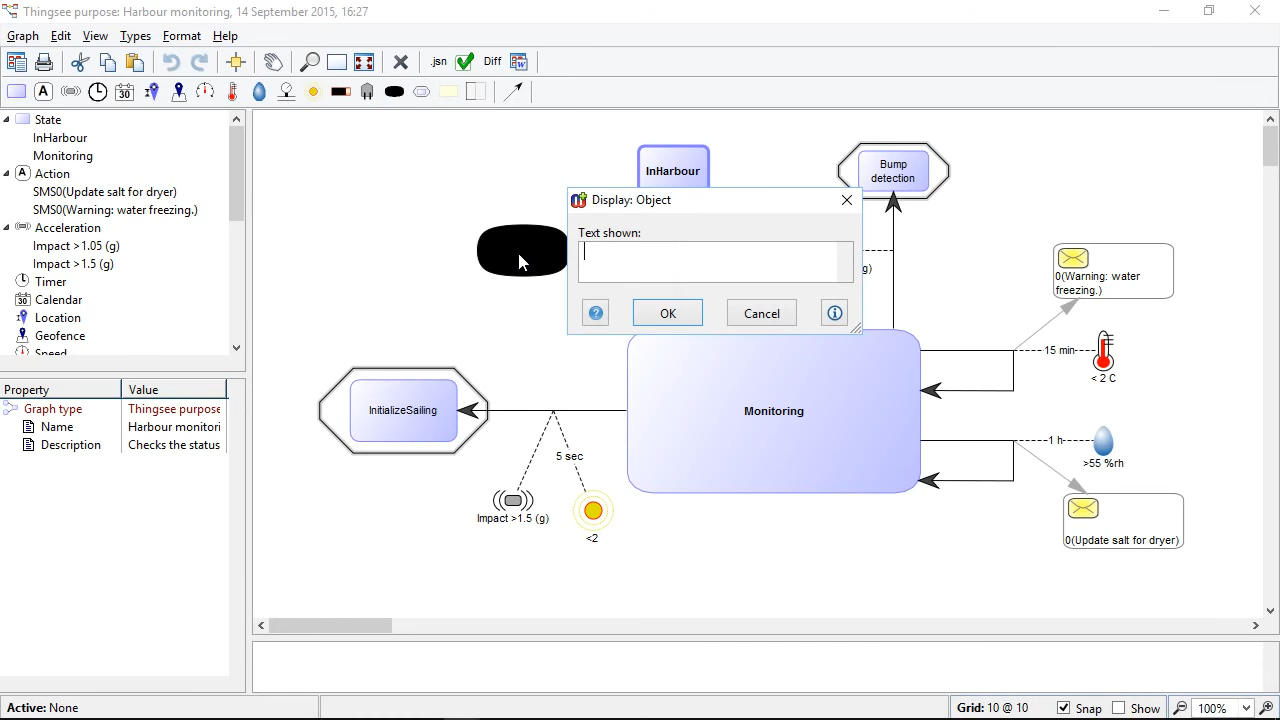 Thingsee purpose: Harbour monitoring, 14 September 2015, 16:27
Graph Edit View Types Format Help
.jsn Diff
A 30
State
InHarbour
Monitoring
A Action
SMS0(Update salt for dryer)
SMS0(Warning: water freezing.)
Acceleration
Impact >1.05 (g)
Impact >1.5 (g)
Timer
Calendar
Location
Geofence
Speed
Property Value
Graph type Thingsee purpose
Name Harbour monitori
Description Checks the status
InHarbour
Bump
detection
Display: Object
Text shown:
OK Cancel
g)
0(Warning: water
freezing.)
15 min
< 2 C
Monitoring
InitializeSailing
5 sec
Impact >1.5 (g)
<2
1 h
>55 %rh
0(Update salt for dryer)
Active: None
Grid: 10 @ 10 Snap Show 100%